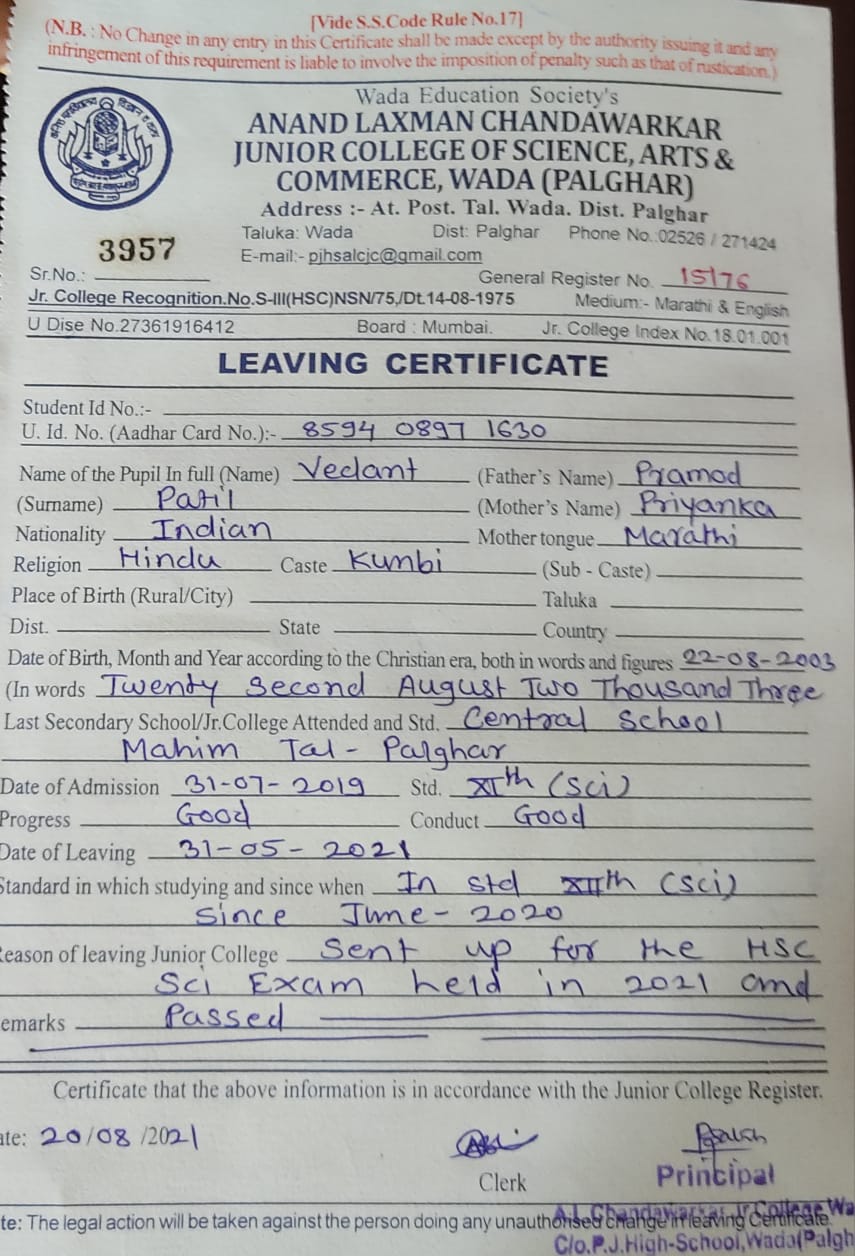 [Vide S.S.Code Rule No.17]
(N.B. : No Change in any entry in this Certificate shall be made except by the authority issuing it and any
infringement of this requirement is liable to involve the imposition of penalty such as that of rustication.)
Wada Education Society's
ANAND LAXMAN CHANDAWARKAR
JUNIOR COLLEGE OF SCIENCE, ARTS &
COMMERCE, WADA (PALGHAR)
Address :- At. Post. Tal. Wada. Dist. Palghar
Taluka: Wada Dist: Palghar Phone No.:02526 / 271424
3957
E-mail:- pjhsalcjc@gmail.com
Sr.No.: General Register No. 15176
Jr. College Recognition.No.S-III(HSC)NSN/75,/Dt.14-08-1975 Medium:- Marathi & English
U Dise No.27361916412 Board : Mumbai. Jr. College Index No.18.01.001
LEAVING CERTIFICATE
Student Id No.:-
U. Id. No. (Aadhar Card No.):- 8594 0897 1630
Name of the Pupil In full (Name) Vedant (Father's Name) Pramod
(Surname) Patil (Mother's Name) Priyanka
Nationality Indian Mother tongue Marathi
Religion Hindu Caste Kunbi (Sub - Caste)
Place of Birth (Rural/City) Taluka
Dist. State Country
Date of Birth, Month and Year according to the Christian era, both in words and figures 22-08-2003
(In words Twenty Second August Two Thousand Three
Last Secondary School/Jr.College Attended and Std. Central School
Mahim Tal - Palghar
Date of Admission 31-07-2019 Std. XIth (Sci)
Progress Good Conduct Good
Date of Leaving 31-05-2021
Standard in which studying and since when In std XIIth (Sci)
since June - 2020
Reason of leaving Junior College Sent up for the HSC
Sci Exam held in 2021 and
emarks Passed
Certificate that the above information is in accordance with the Junior College Register.
ate: 20/08/2021
Clerk Principal
te: The legal action will be taken against the person doing any unauthorised change in leaving Certificate.
A.L. Chandawarkar Jr College Wa
C/o.P.J.High-School,Wada(Palgh